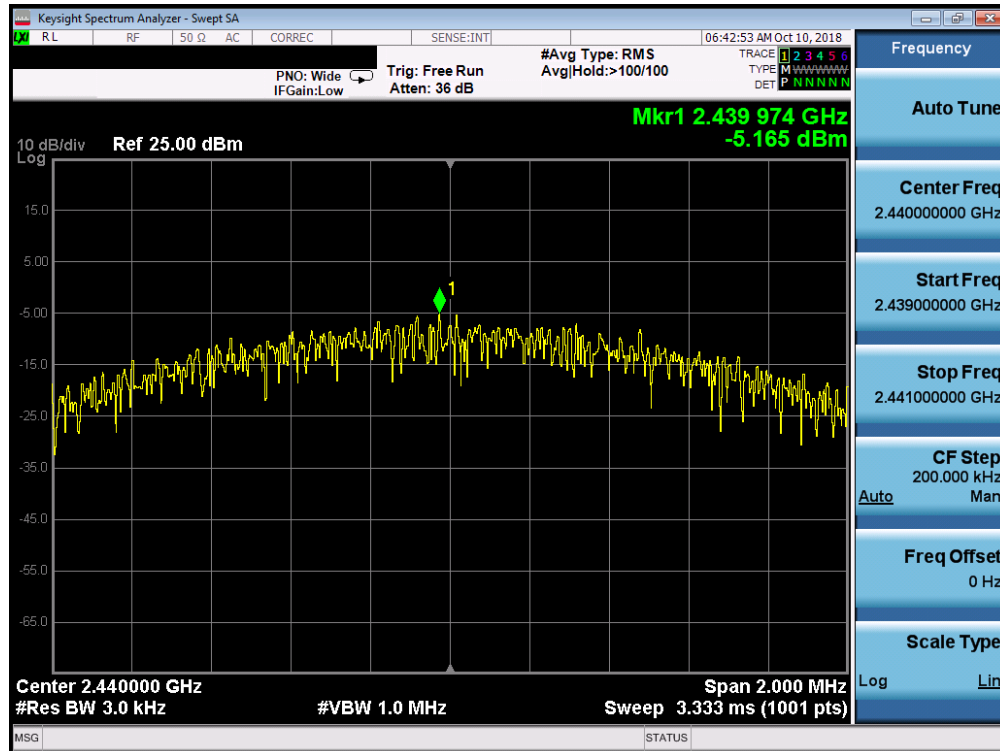 Keysight Spectrum Analyzer - Swept SA
LXI RL RF 50 Ω AC CORREC SENSE:INT 06:42:53 AM Oct 10, 2018
PNO: Wide
IFGain:Low
Trig: Free Run
Atten: 36 dB
#Avg Type: RMS
Avg|Hold:>100/100
TRACE 1 2 3 4 5 6
TYPE M WWWWW
DET P N N N N N
Mkr1 2.439 974 GHz
-5.165 dBm
10 dB/div Ref 25.00 dBm
Log
15.0
5.00
1
-5.00
-15.0
-25.0
-35.0
-45.0
-55.0
-65.0
Center 2.440000 GHz Span 2.000 MHz
#Res BW 3.0 kHz #VBW 1.0 MHz Sweep 3.333 ms (1001 pts)
MSG STATUS
Frequency
Auto Tune
Center Freq
2.440000000 GHz
Start Freq
2.439000000 GHz
Stop Freq
2.441000000 GHz
CF Step
200.000 kHz
Auto Man
Freq Offset
0 Hz
Scale Type
Log Lin